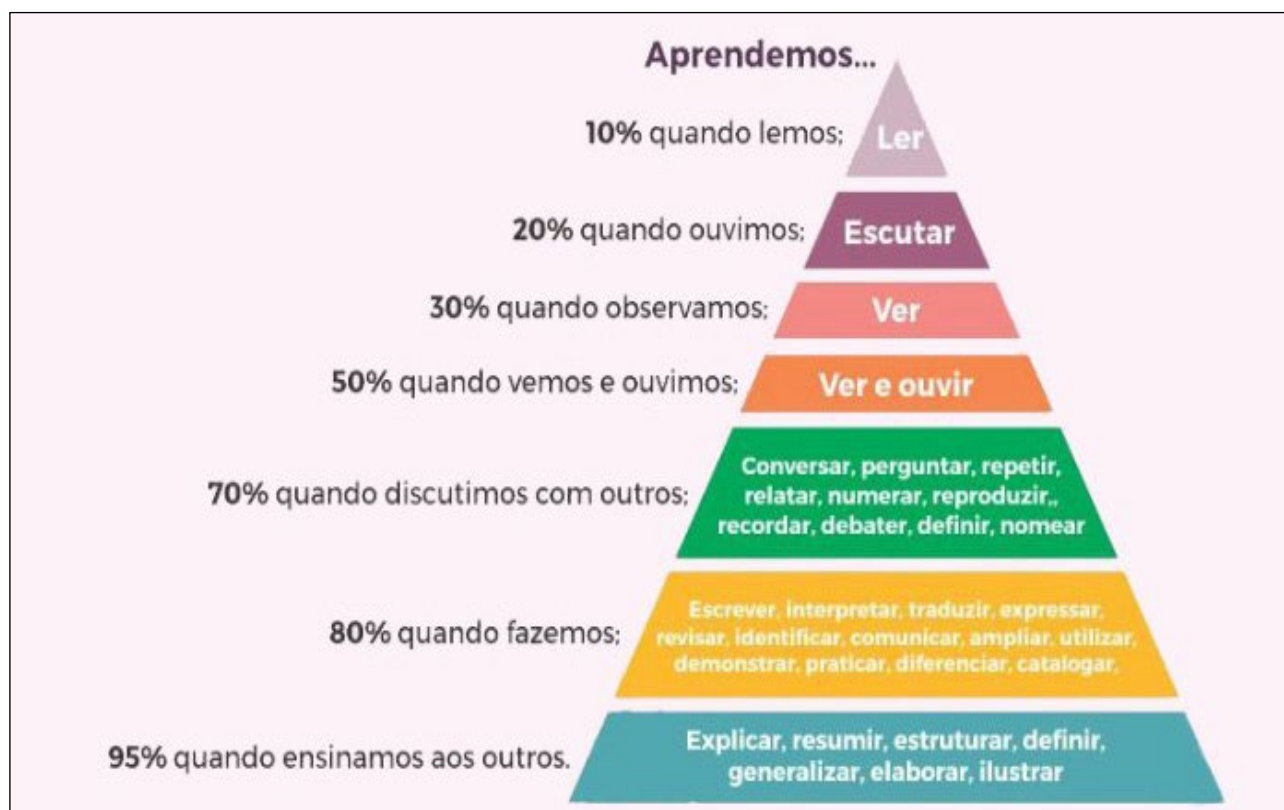 Aprendemos...
10% quando lemos;
Ler
20% quando ouvimos;
Escutar
30% quando observamos;
Ver
50% quando vemos e ouvimos;
Ver e ouvir
70% quando discutimos com outros;
Conversar, perguntar, repetir,
relatar, numerar, reproduzir,,
recordar, debater, definir, nomear
80% quando fazemos;
Escrever, interpretar, traduzir, expressar,
revisar, identificar, comunicar, ampliar, utilizar,
demonstrar, praticar, diferenciar, catalogar,
95% quando ensinamos aos outros.
Explicar, resumir, estruturar, definir,
generalizar, elaborar, ilustrar